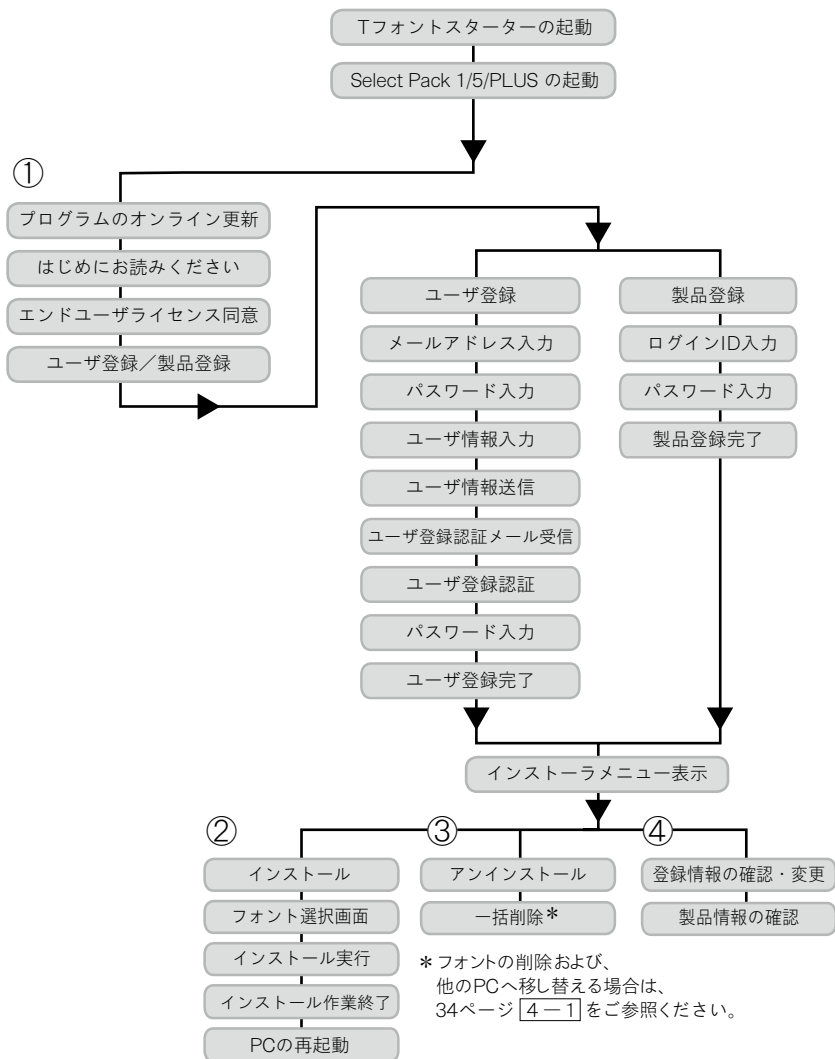 Tフォントスターターの起動
Select Pack 1/5/PLUS の起動
①
プログラムのオンライン更新
はじめにお読みください
エンドユーザライセンス同意
ユーザ登録／製品登録
ユーザ登録
メールアドレス入力
パスワード入力
ユーザ情報入力
ユーザ情報送信
ユーザ登録認証メール受信
ユーザ登録認証
パスワード入力
ユーザ登録完了
製品登録
ログインID入力
パスワード入力
製品登録完了
インストーラメニュー表示
②
インストール
フォント選択画面
インストール実行
インストール作業終了
PCの再起動
③
アンインストール
一括削除＊
④
登録情報の確認・変更
製品情報の確認
＊フォントの削除および、
他のPCへ移し替える場合は、
34ページ 4－1 をご参照ください。